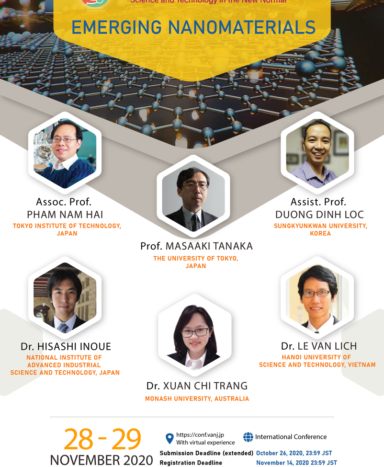 Science and Technology in the New Normal
EMERGING NANOMATERIALS
Assoc. Prof.
PHAM NAM HAI
TOKYO INSTITUTE OF TECHNOLOGY,
JAPAN
Prof. MASAAKI TANAKA
THE UNIVERSITY OF TOKYO,
JAPAN
Assist. Prof.
DUONG DINH LOC
SUNGKYUNKWAN UNIVERSITY,
KOREA
Dr. HISASHI INOUE
NATIONAL INSTITUTE OF
ADVANCED INDUSTRIAL
SCIENCE AND TECHNOLOGY, JAPAN
Dr. XUAN CHI TRANG
MONASH UNIVERSITY, AUSTRALIA
Dr. LE VAN LICH
HANOI UNIVERSITY OF
SCIENCE AND TECHNOLOGY, VIETNAM
28 - 29
NOVEMBER 2020
https://conf.vanj.jp
With virtual experience
International Conference
Submission Deadline (extended) October 26, 2020, 23:59 JST
Registration Deadline November 14, 2020 23:59 JST